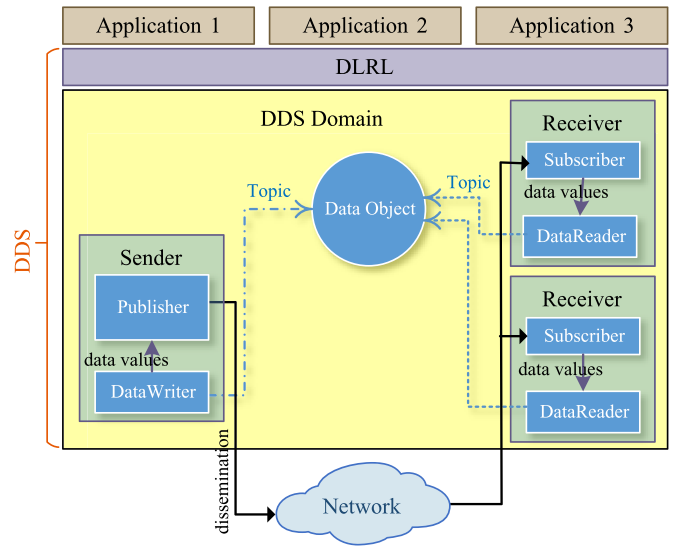 Application 1
Application 2
Application 3
DLRL
DDS
DDS Domain
Receiver
Subscriber
data values
DataReader
Topic
Data Object
Topic
Sender
Publisher
data values
DataWriter
Receiver
Subscriber
data values
DataReader
dissemination
Network